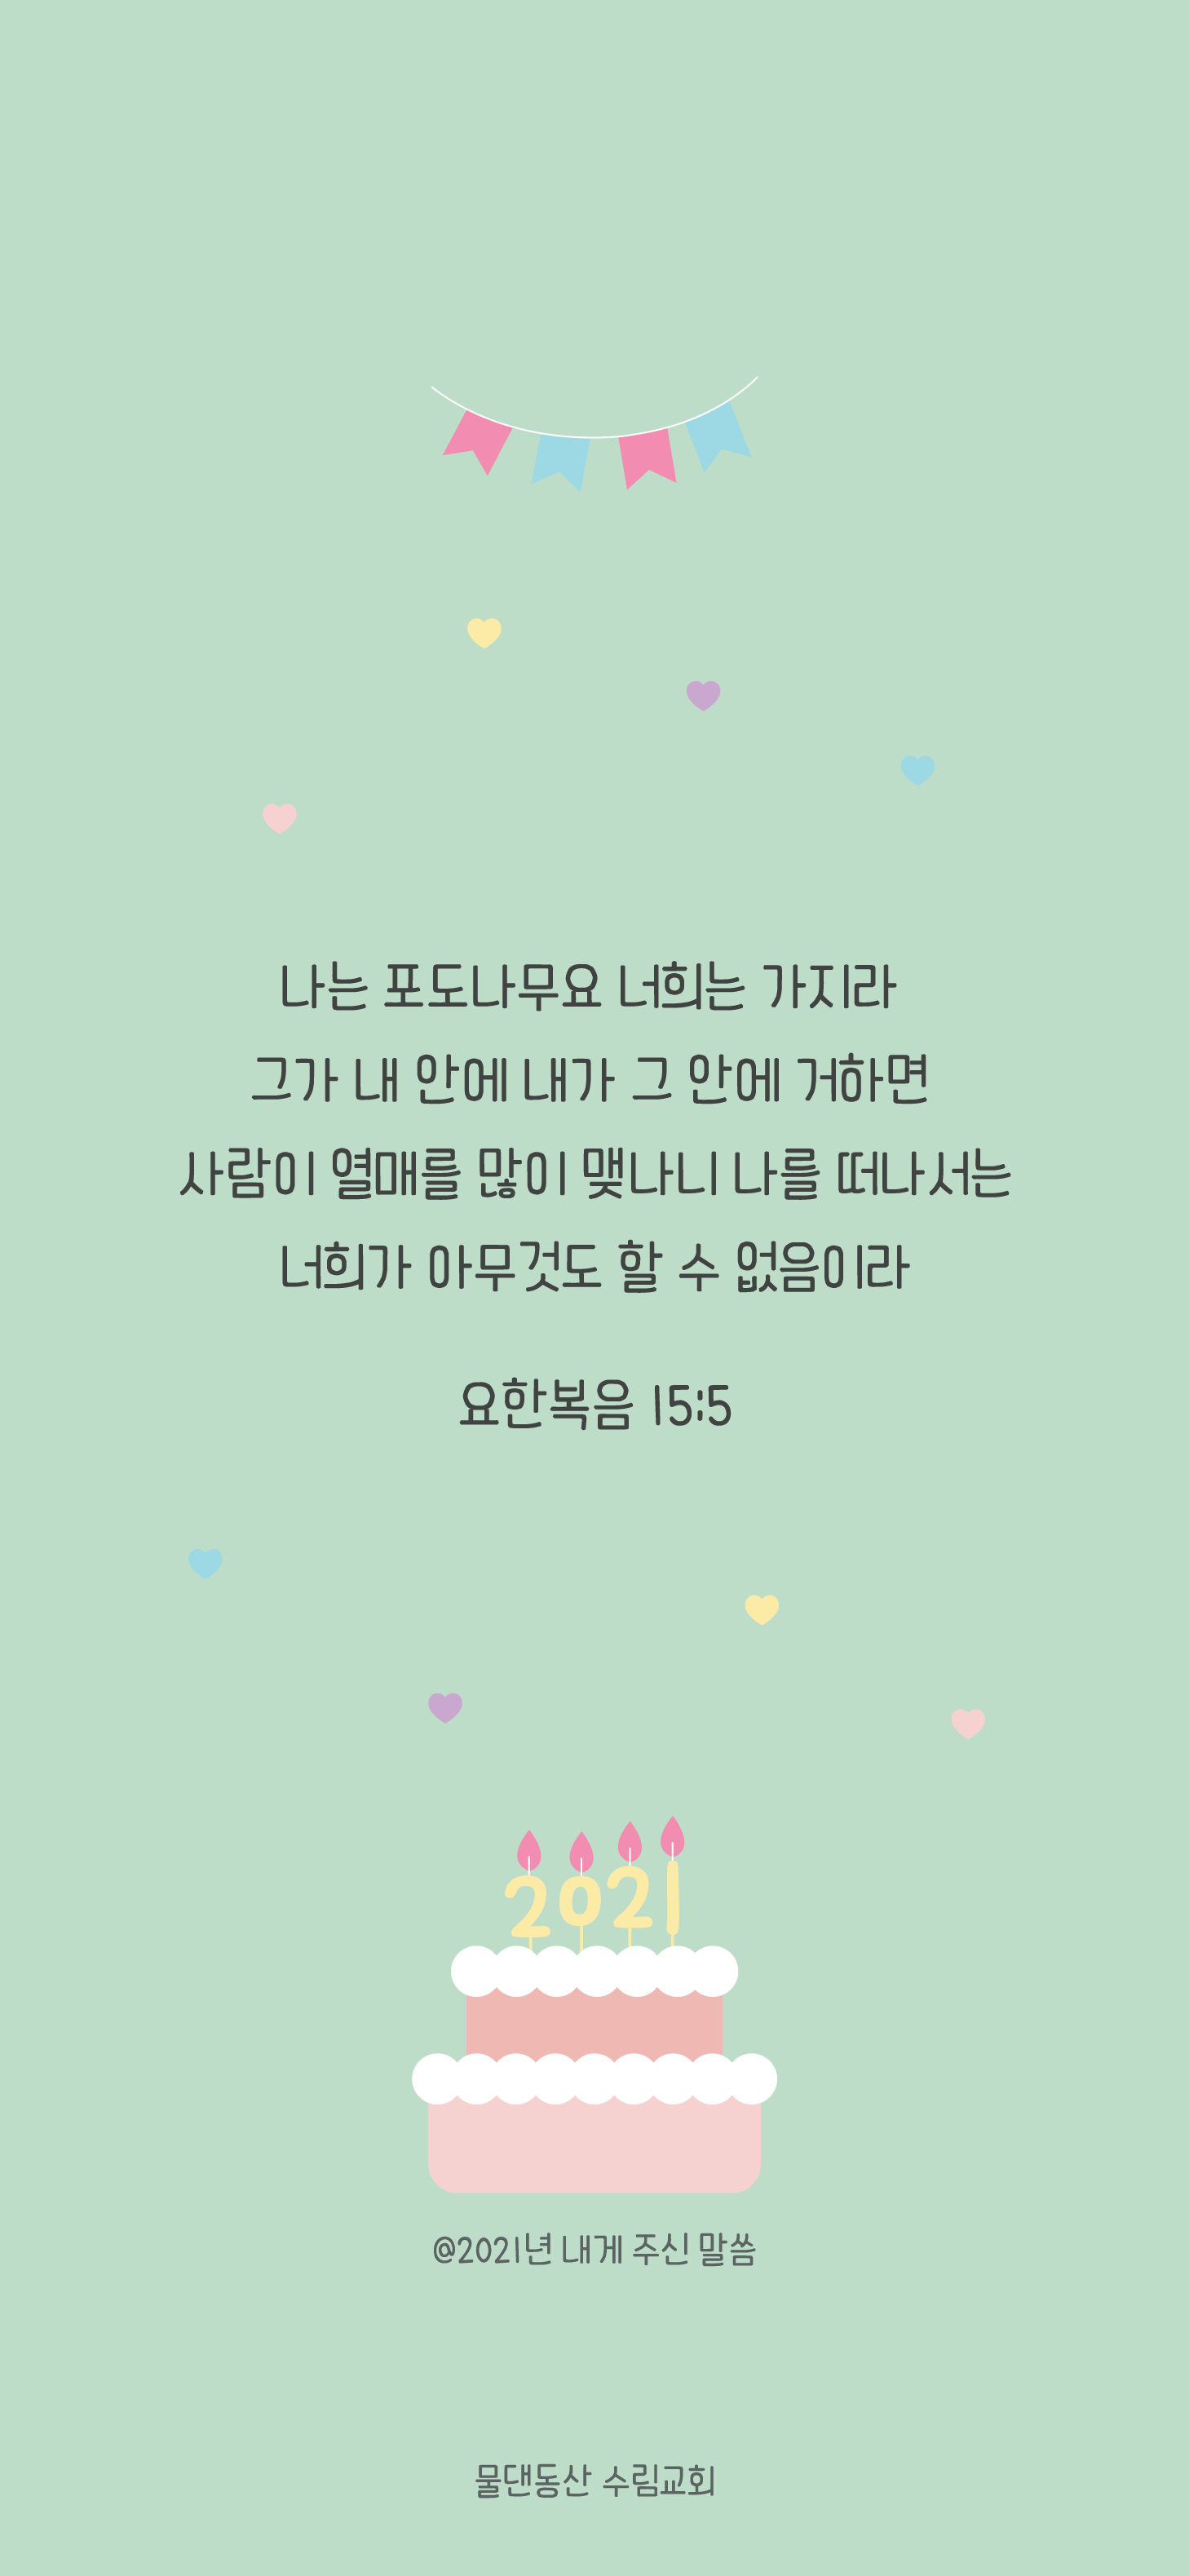 나는 포도나무요 너희는 가지라
그가 내 안에 내가 그 안에 거하면
사람이 열매를 많이 맺나니 나를 떠나서는
너희가 아무것도 할 수 없음이라
요한복음 15:5
2021
@2021년 내게 주신 말씀
물댄동산 수림교회